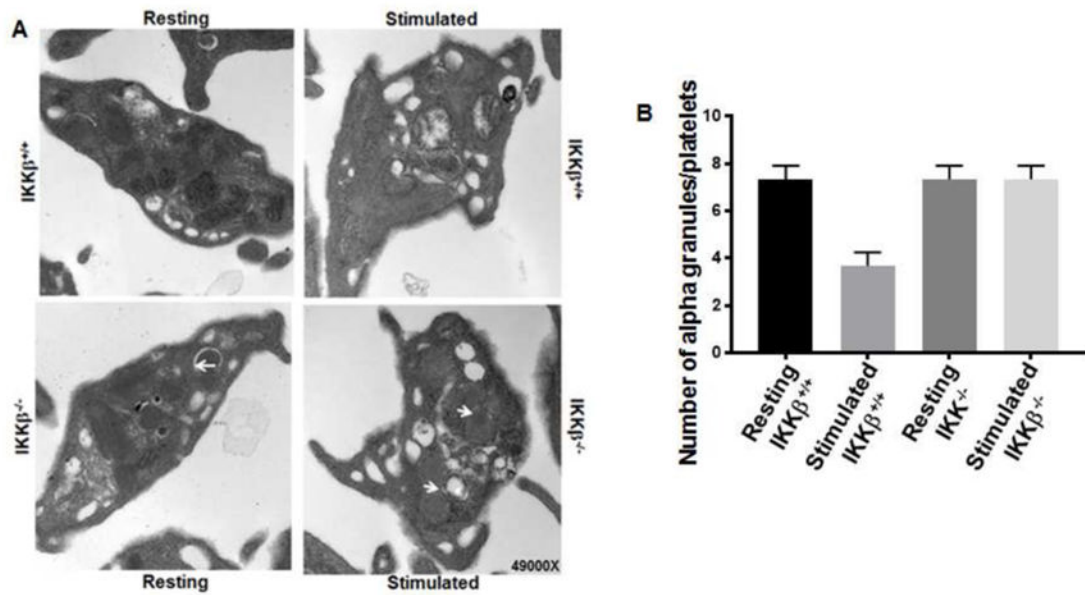 A
Resting
Stimulated
IKKβ+/+
IKKβ+/+
IKKβ-/-
IKKβ-/-
49000X
Resting
Stimulated
B
Number of alpha granules/platelets
10
8
6
4
2
0
Resting
IKKβ+/+
Stimulated
IKKβ+/+
Resting
IKK-/-
Stimulated
IKKβ-/-